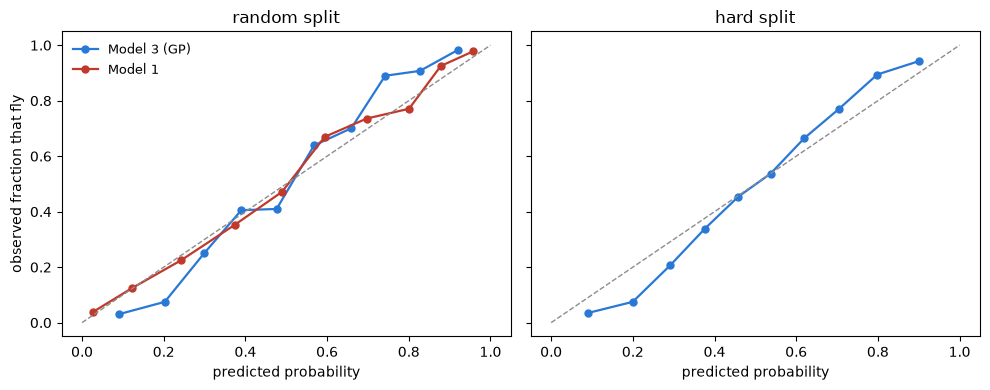 random split
hard split
Model 3 (GP)
Model 1
observed fraction that fly
1.0
0.8
0.6
0.4
0.2
0.0
0.0 0.2 0.4 0.6 0.8 1.0
0.0 0.2 0.4 0.6 0.8 1.0
predicted probability
predicted probability